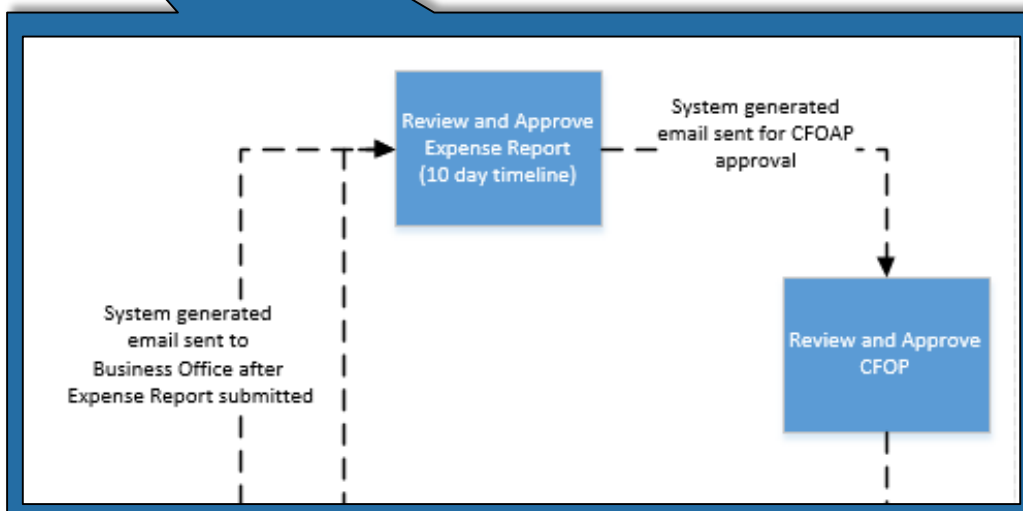 Review and Approve
Expense Report
(10 day timeline)
System generated
email sent for CFOAP
approval
System generated
email sent to
Business Office after
Expense Report submitted
Review and Approve
CFOP